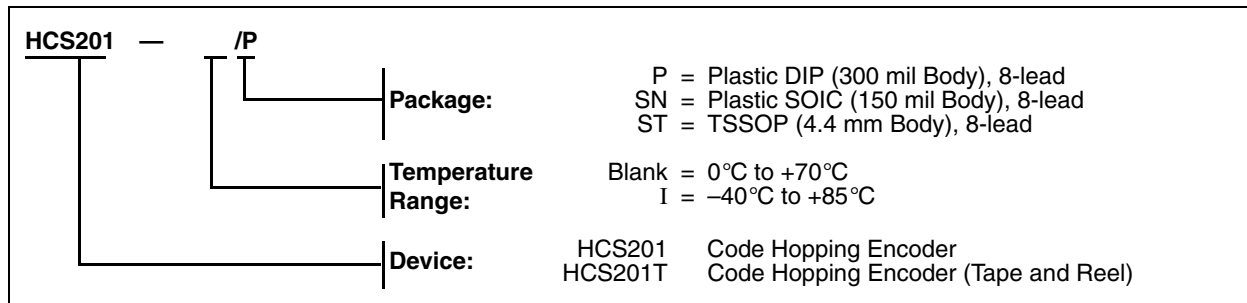 HCS201 — /P
Package: P = Plastic DIP (300 mil Body), 8-lead
SN = Plastic SOIC (150 mil Body), 8-lead
ST = TSSOP (4.4 mm Body), 8-lead
Temperature Blank = 0°C to +70°C
Range: I = –40°C to +85°C
Device: HCS201 Code Hopping Encoder
HCS201T Code Hopping Encoder (Tape and Reel)